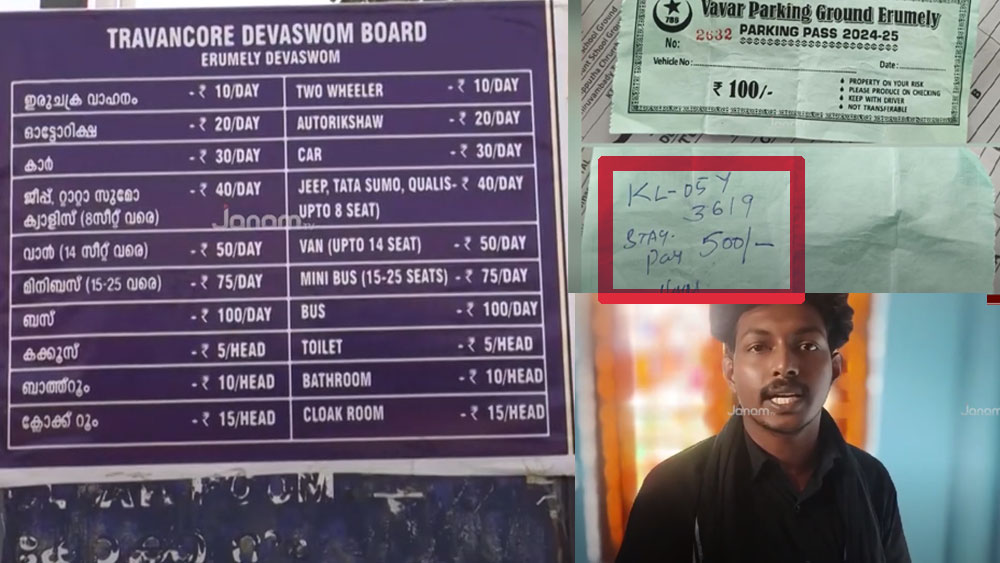 TRAVANCORE DEVASWOM BOARD
ERUMELY DEVASWOM
ഇരുചക്ര വാഹനം - ₹ 10/DAY TWO WHEELER - ₹ 10/DAY
ഓട്ടോറിക്ഷ - ₹ 20/DAY AUTORIKSHAW - ₹ 20/DAY
കാർ - ₹ 30/DAY CAR - ₹ 30/DAY
ജീപ്പ്, റ്റാറ്റാ സുമോ - ₹ 40/DAY JEEP, TATA SUMO, QUALIS- ₹ 40/DAY
ക്വാളിസ് (8സീറ്റ് വരെ) UPTO 8 SEAT)
വാൻ (14 സീറ്റ് വരെ) - ₹ 50/DAY VAN (UPTO 14 SEAT) - ₹ 50/DAY
മിനിബസ് (15-25 വരെ) - ₹ 75/DAY MINI BUS (15-25 SEATS) - ₹ 75/DAY
ബസ് - ₹ 100/DAY BUS - ₹ 100/DAY
കക്കൂസ് - ₹ 5/HEAD TOILET - ₹ 5/HEAD
ബാത്ത്റൂം - ₹ 10/HEAD BATHROOM - ₹ 10/HEAD
ക്ലോക്ക് റൂം - ₹ 15/HEAD CLOAK ROOM - ₹ 15/HEAD
Janam TV
786
Vavar Parking Ground Erumely
No: 2632 PARKING PASS 2024-25
Vehicle No: Date:
₹ 100/-
PROPERTY ON YOUR RISK
PLEASE PRODUCE ON CHECKING
KEEP WITH DRIVER
NOT TRANSFERABLE
KL-05Y
3619
STAY.
Pay 500/-
Janam
Janam